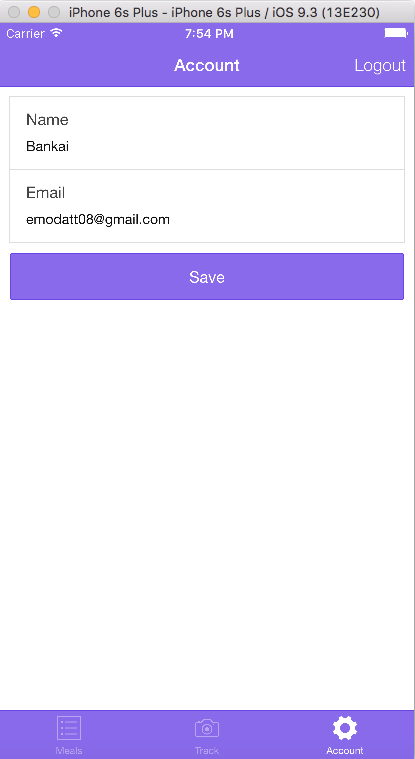 iPhone 6s Plus - iPhone 6s Plus / iOS 9.3 (13E230)
Carrier 7:54 PM
Account Logout
Name
Bankai
Email
emodatt08@gmail.com
Save
Meals Track Account